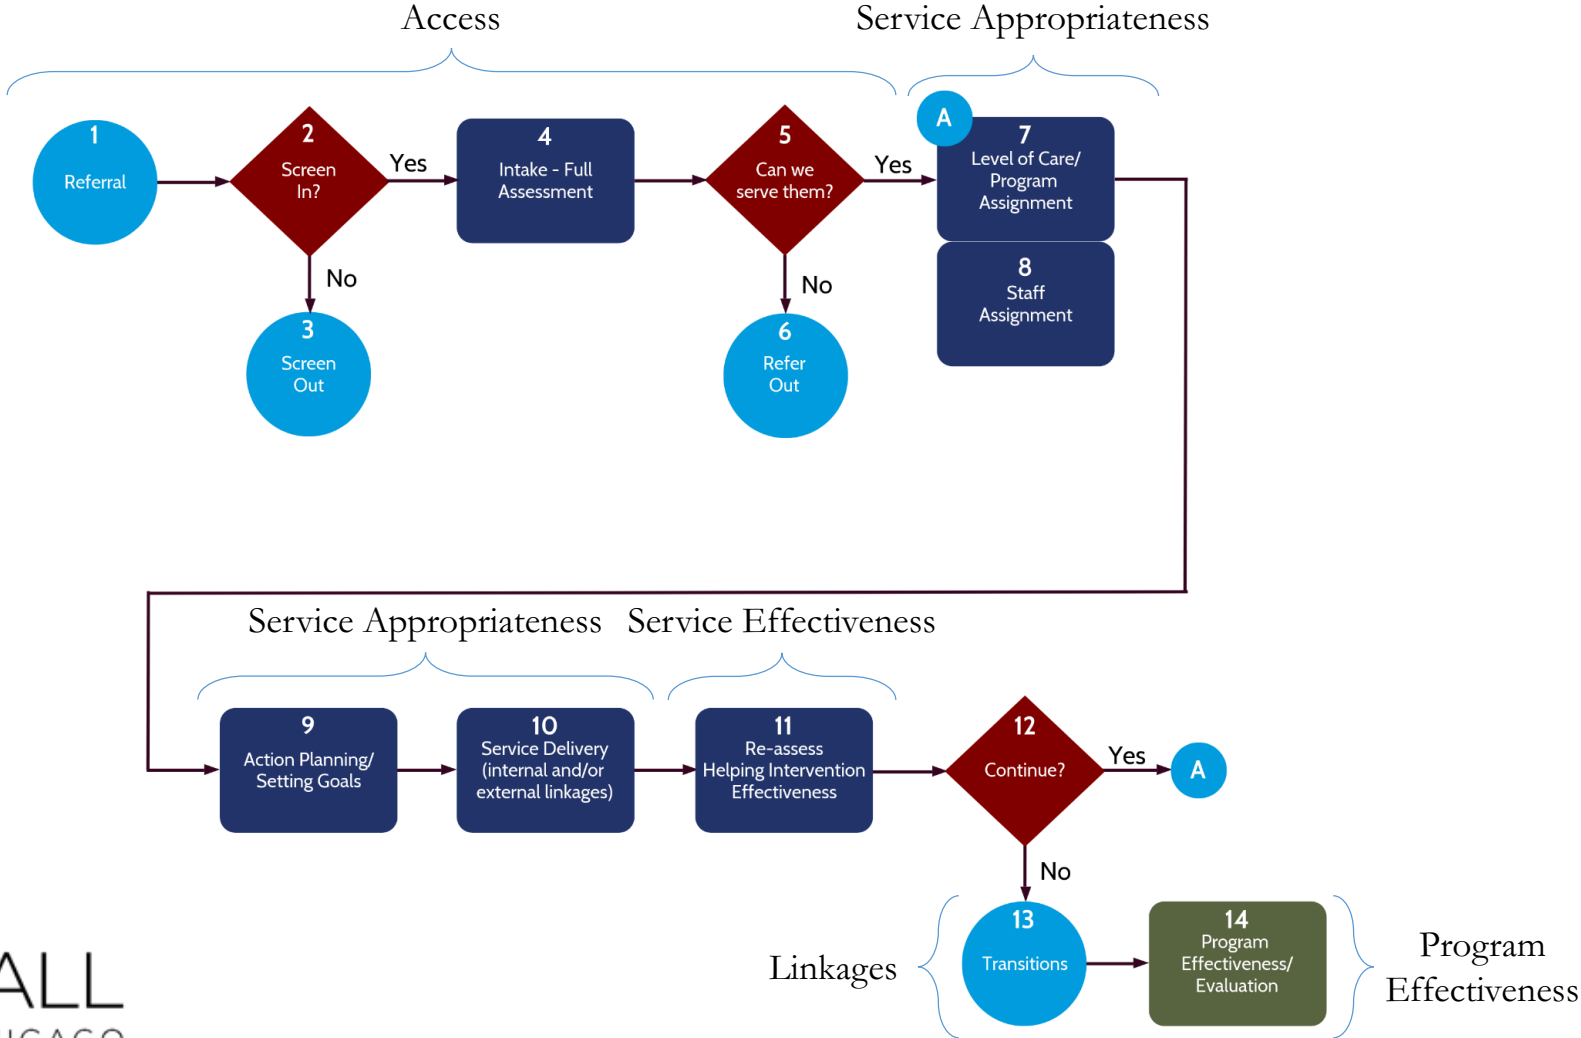 Access
Service Appropriateness
1
Referral
2
Screen
In?
Yes
No
3
Screen
Out
4
Intake - Full
Assessment
5
Can we
serve them?
Yes
No
6
Refer
Out
A
7
Level of Care/
Program
Assignment
8
Staff
Assignment
Service Appropriateness
Service Effectiveness
9
Action Planning/
Setting Goals
10
Service Delivery
(internal and/or
external linkages)
11
Re-assess
Helping Intervention
Effectiveness
12
Continue?
Yes
A
No
Linkages
13
Transitions
14
Program
Effectiveness/
Evaluation
Program
Effectiveness
ALL